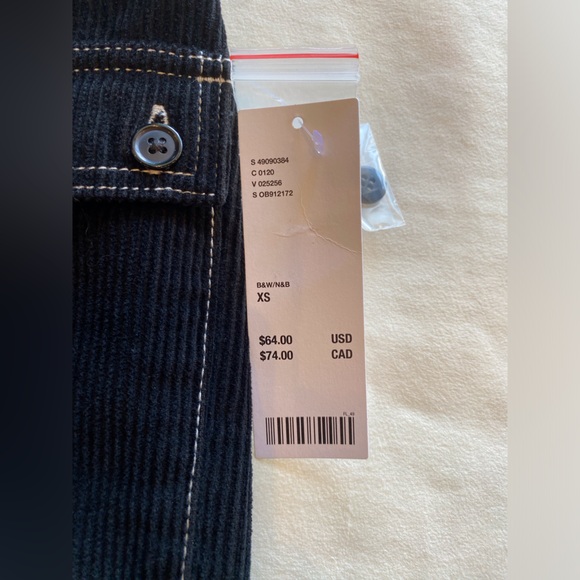 S 49090384
C 0120
V 025256
S OB912172
B&W/N&B
XS
$64.00 USD
$74.00 CAD